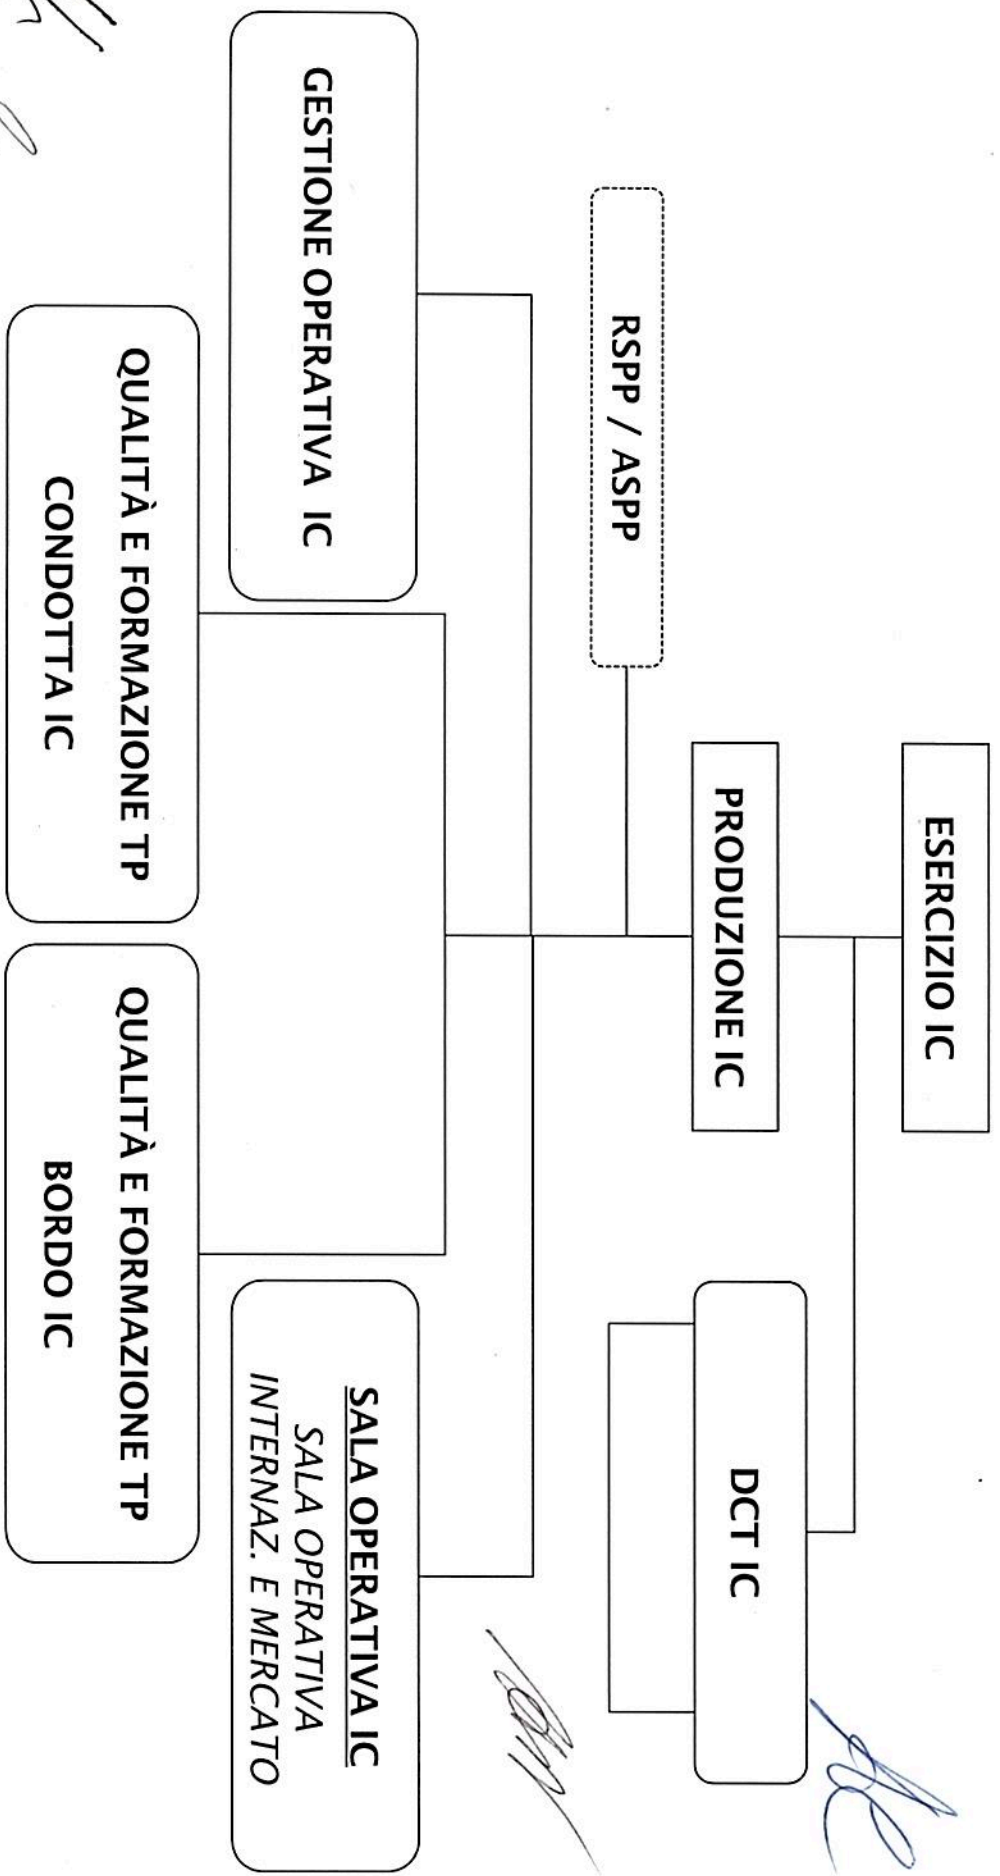 ESERCIZIO IC
DCT IC
PRODUZIONE IC
RSPP / ASPP
GESTIONE OPERATIVA IC
SALA OPERATIVA IC
SALA OPERATIVA
INTERNAZ. E MERCATO
QUALITÀ E FORMAZIONE TP
CONDOTTA IC
QUALITÀ E FORMAZIONE TP
BORDO IC